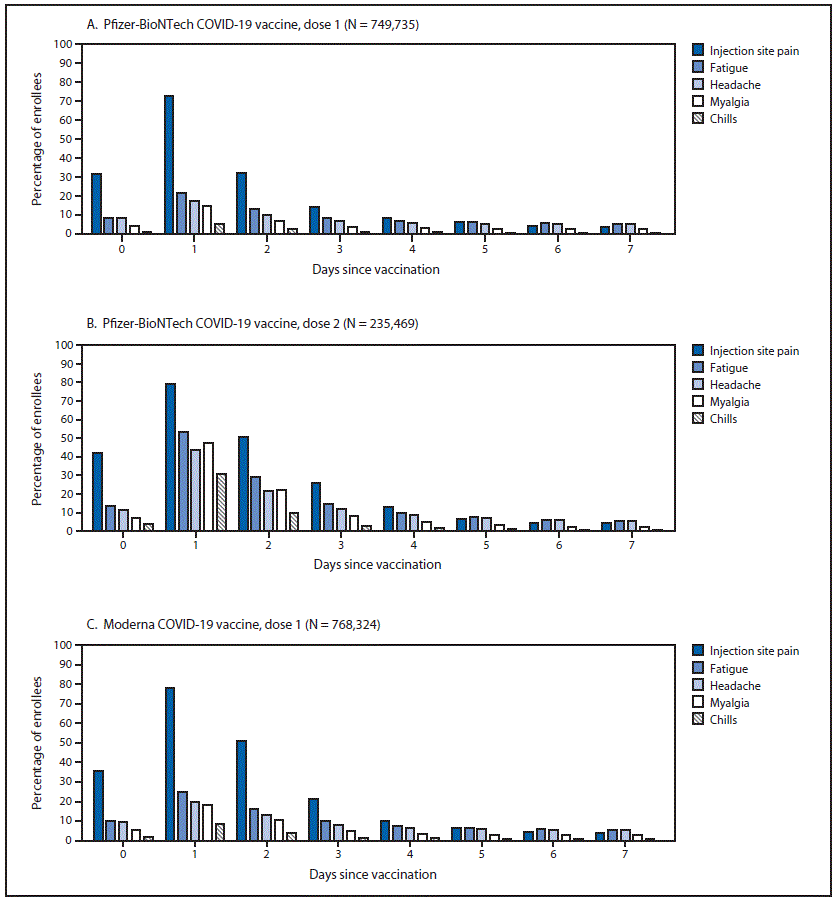 A. Pfizer-BioNTech COVID-19 vaccine, dose 1 (N = 749,735)
100
90
80
70
60
50
40
30
20
10
0
Percentage of enrollees
0 1 2 3 4 5 6 7
Days since vaccination
Injection site pain
Fatigue
Headache
Myalgia
Chills
B. Pfizer-BioNTech COVID-19 vaccine, dose 2 (N = 235,469)
100
90
80
70
60
50
40
30
20
10
0
Percentage of enrollees
0 1 2 3 4 5 6 7
Days since vaccination
Injection site pain
Fatigue
Headache
Myalgia
Chills
C. Moderna COVID-19 vaccine, dose 1 (N = 768,324)
100
90
80
70
60
50
40
30
20
10
0
Percentage of enrollees
0 1 2 3 4 5 6 7
Days since vaccination
Injection site pain
Fatigue
Headache
Myalgia
Chills